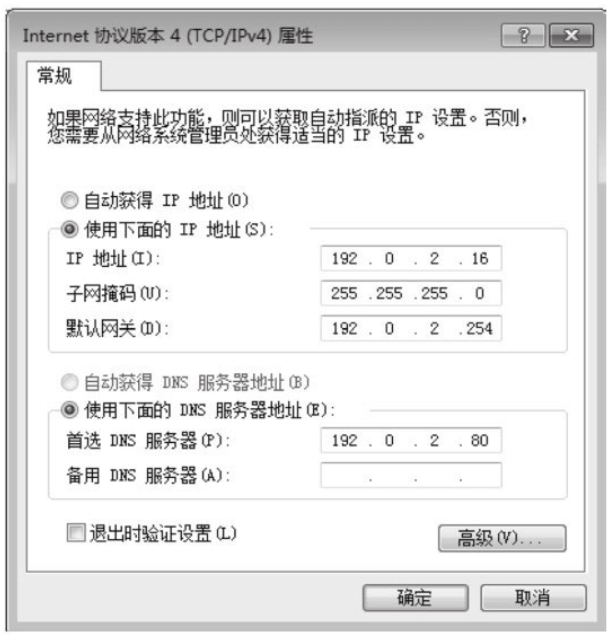 Internet 协议版本 4 (TCP/IPv4) 属性
常规
如果网络支持此功能，则可以获取自动指派的 IP 设置。否则，
您需要从网络系统管理员处获得适当的 IP 设置。
自动获得 IP 地址(O)
使用下面的 IP 地址(S):
IP 地址(I): 192 . 0 . 2 . 16
子网掩码(U): 255 .255 .255 . 0
默认网关(D): 192 . 0 . 2 .254
自动获得 DNS 服务器地址(B)
使用下面的 DNS 服务器地址(E):
首选 DNS 服务器(P): 192 . 0 . 2 . 80
备用 DNS 服务器(A): . . .
退出时验证设置(L)
高级(V)...
确定 取消